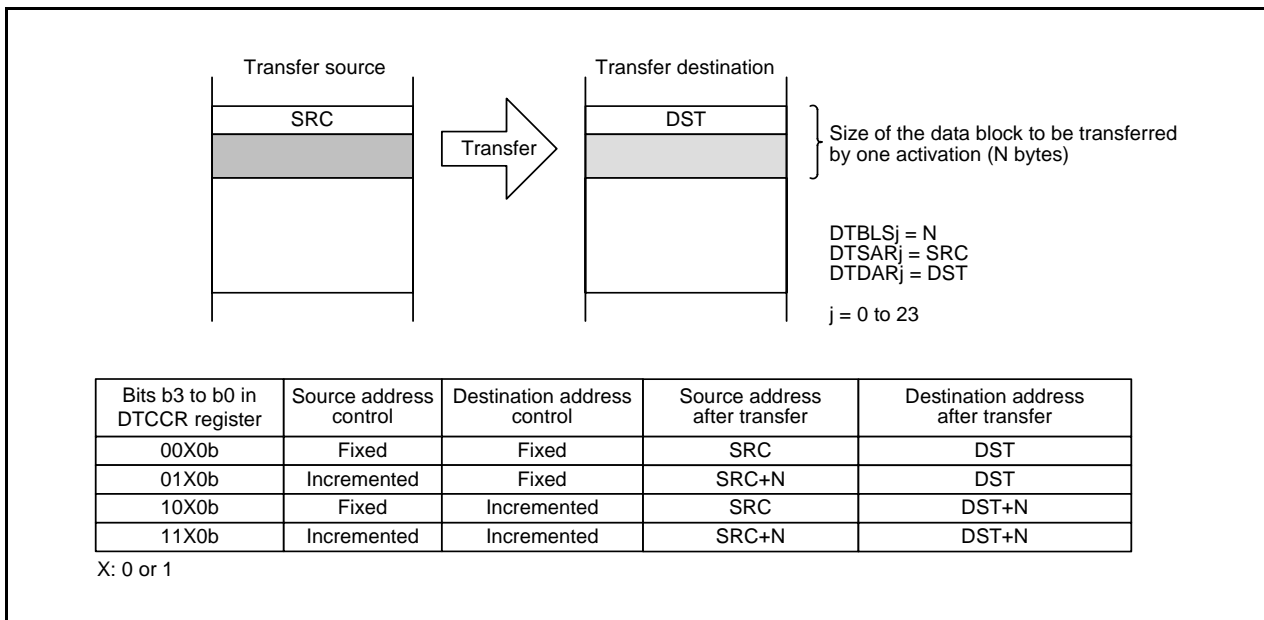 Transfer source
Transfer destination
SRC
DST
Transfer
Size of the data block to be transferred
by one activation (N bytes)
DTBLSj = N
DTSARj = SRC
DTDARj = DST
j = 0 to 23
Bits b3 to b0 in DTCCR register | Source address control | Destination address control | Source address after transfer | Destination address after transfer
00X0b | Fixed | Fixed | SRC | DST
01X0b | Incremented | Fixed | SRC+N | DST
10X0b | Fixed | Incremented | SRC | DST+N
11X0b | Incremented | Incremented | SRC+N | DST+N
X: 0 or 1